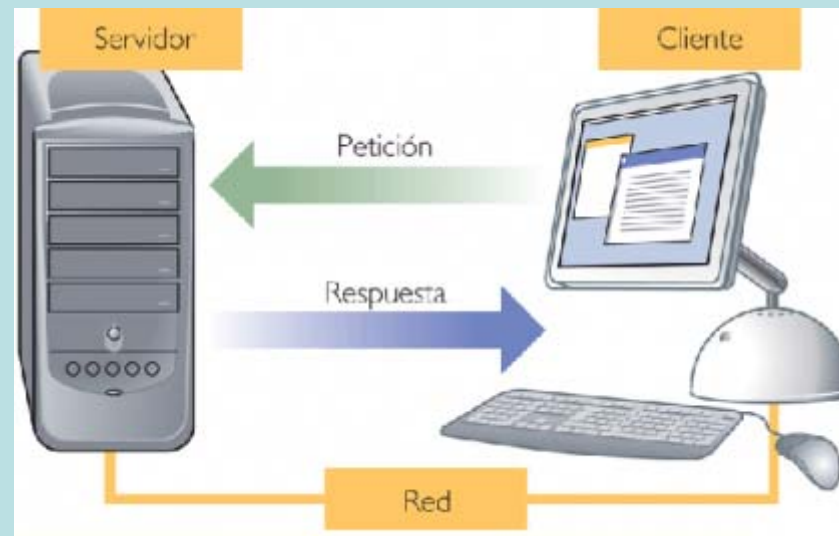 Servidor
Cliente
Petición
Respuesta
Red